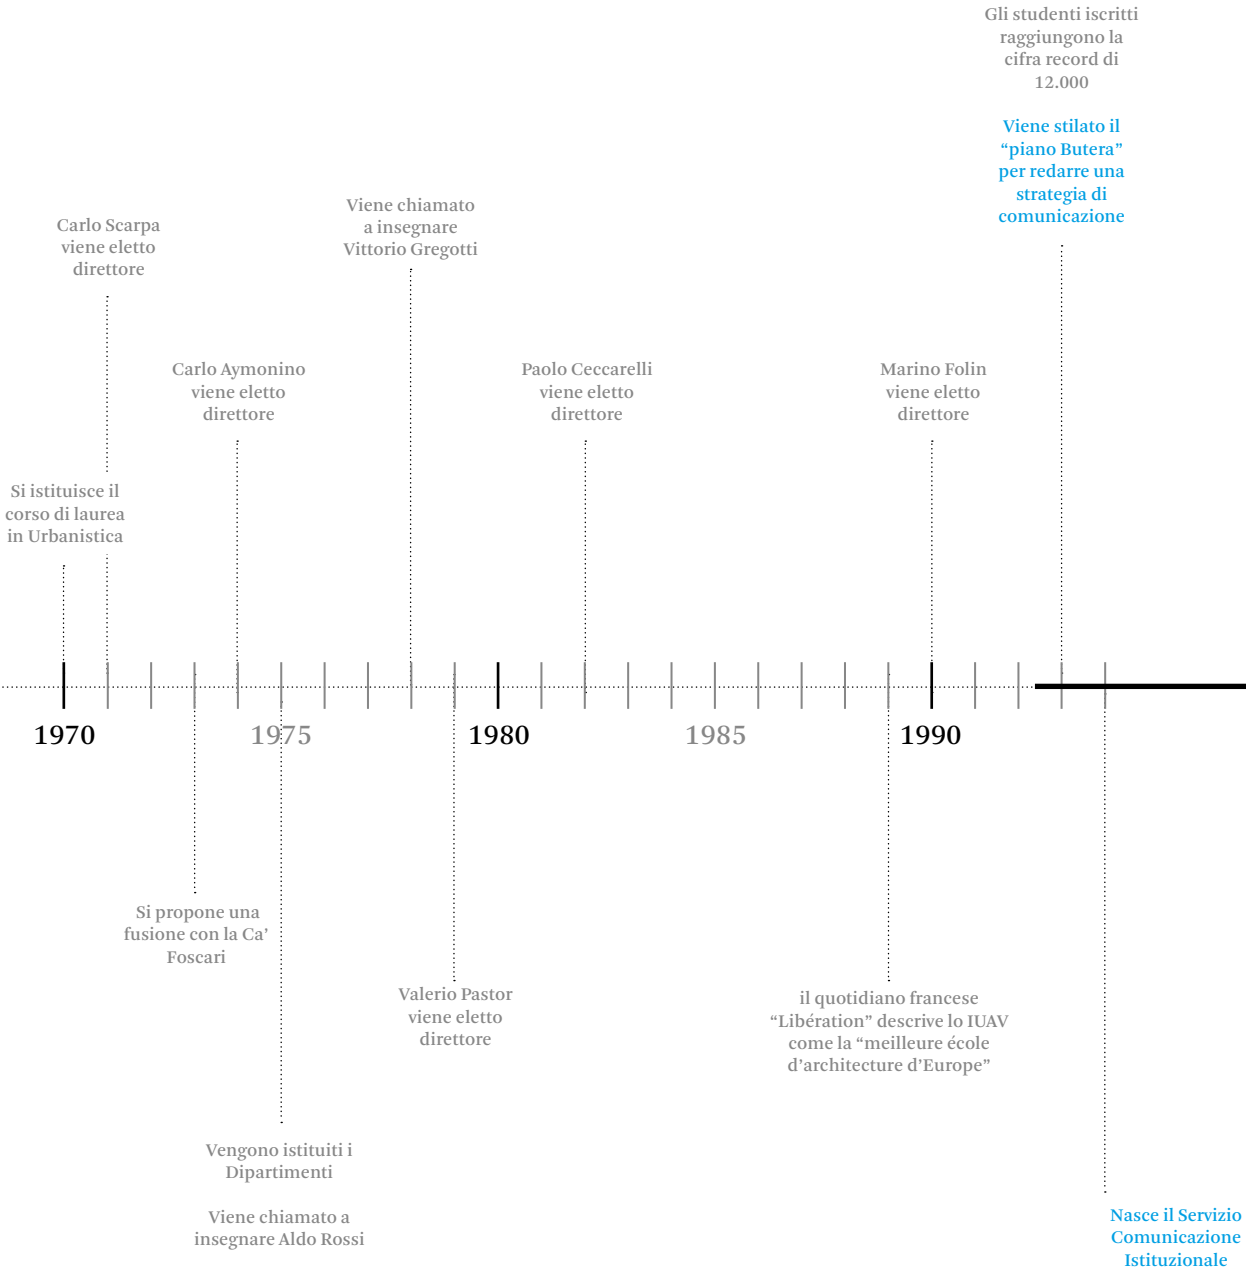 Gli studenti iscritti
raggiungono la
cifra record di
12.000
Viene stilato il
“piano Butera”
per redarre una
strategia di
comunicazione
Viene chiamato
a insegnare
Vittorio Gregotti
Carlo Scarpa
viene eletto
direttore
Carlo Aymonino
viene eletto
direttore
Paolo Ceccarelli
viene eletto
direttore
Marino Folin
viene eletto
direttore
Si istituisce il
corso di laurea
in Urbanistica
1970 1975 1980 1985 1990
Si propone una
fusione con la Ca’
Foscari
Valerio Pastor
viene eletto
direttore
il quotidiano francese
“Libération” descrive lo IUAV
come la “meilleure école
d’architecture d’Europe”
Vengono istituiti i
Dipartimenti
Viene chiamato a
insegnare Aldo Rossi
Nasce il Servizio
Comunicazione
Istituzionale